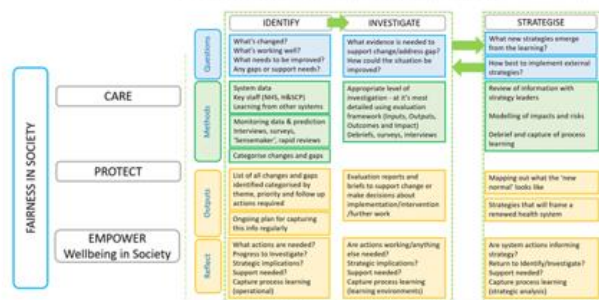 FAIRNESS IN SOCIETY
CARE
PROTECT
EMPOWER
Wellbeing in Society
IDENTIFY
INVESTIGATE
STRATEGISE
Questions
What's changed?
What's working well?
What needs to be improved?
Any gaps or support needs?
What evidence is needed to
support change/address gap?
How could the situation be
improved?
What new strategies emerge
from the learning?
How best to implement external
strategies?
Methods
System data
Key staff (NHS, H&SCP)
Learning from other systems
Monitoring data & prediction
Interviews, surveys,
'Sensemaker', rapid reviews
Categorise changes and gaps
Appropriate level of
investigation - at it's most
detailed using evaluation
framework (Inputs, Outputs,
Outcomes and Impact)
Debriefs, surveys, interviews
Review of information with
strategy leaders
Modelling of impacts and risks
Debrief and capture of process
learning
Outputs
List of all changes and gaps
identified categorised by
theme, priority and follow up
actions required
Ongoing plan for capturing
this info regularly
Evaluation reports and
briefs to support change or
make decisions about
implementation/intervention
/further work
Mapping out what the 'new
normal' looks like
Strategies that will frame a
renewed health system
Reflect
What actions are needed?
Progress to Investigate?
Strategic implications?
Support needed?
Capture process learning
(operational)
Are actions working/anything
else needed?
Strategic implications?
Support needed?
Capture process learning
(learning environments)
Are system actions informing
strategy?
Return to Identify/Investigate?
Support needed?
Capture process learning
(strategic analysis)